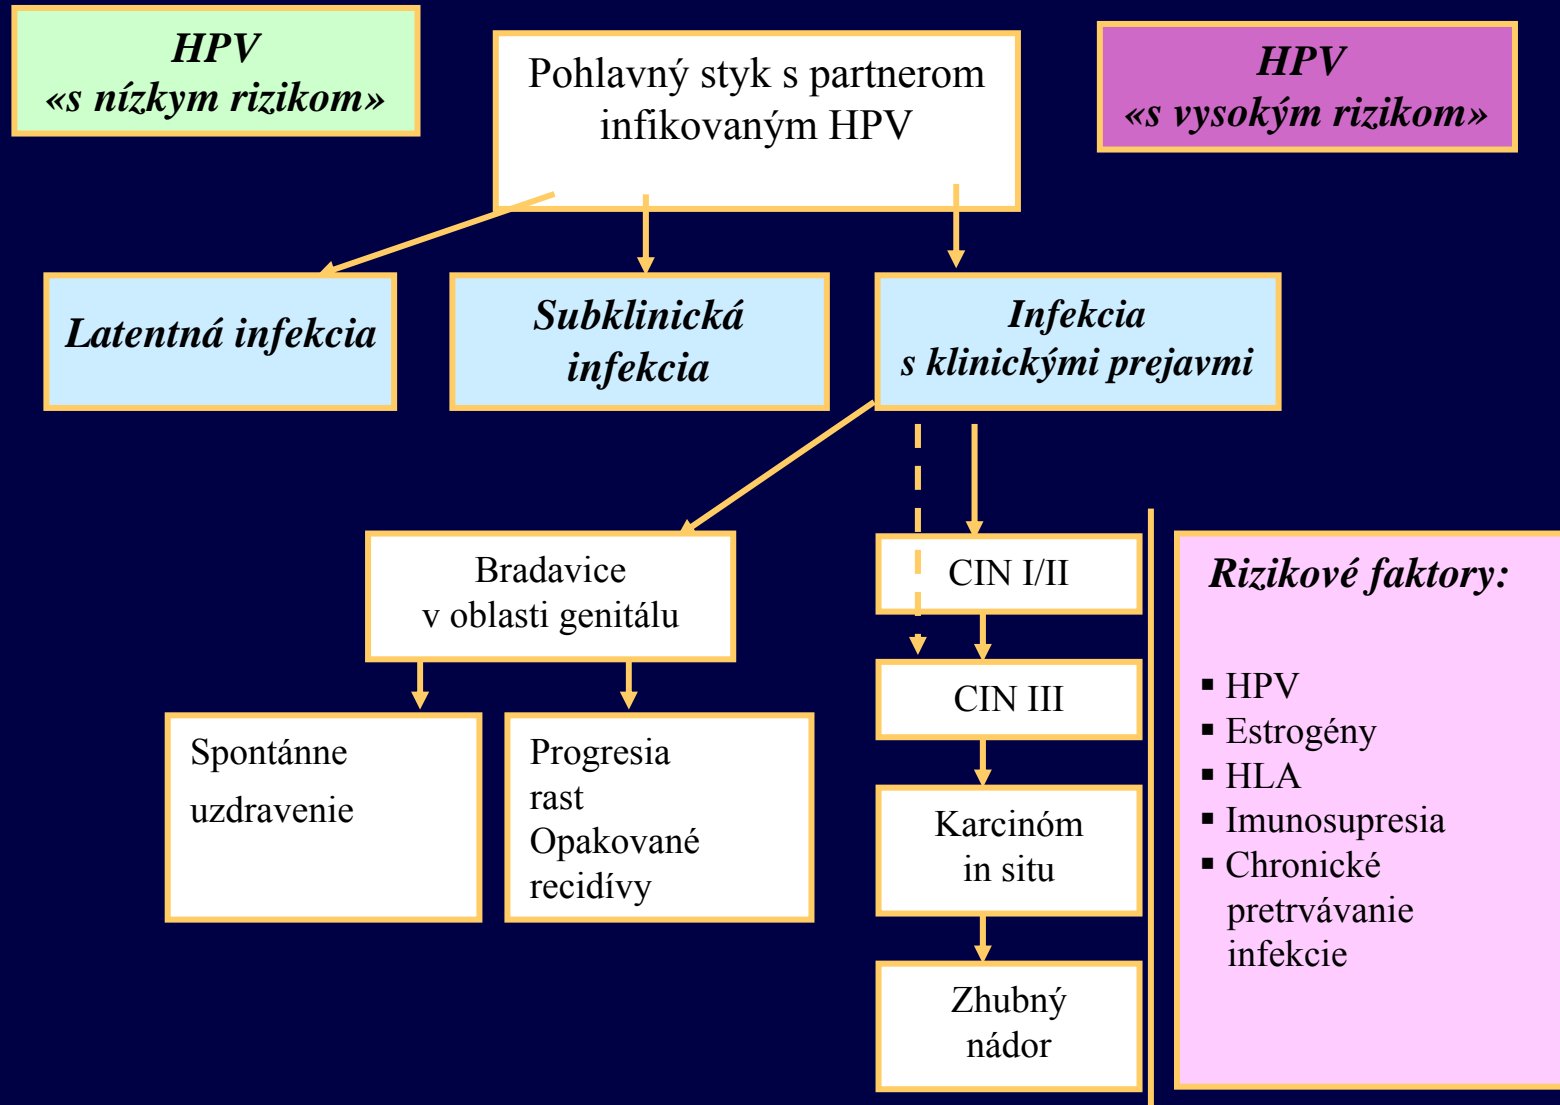 HPV
«s nízkym rizikom»
Pohlavný styk s partnerom
infikovaným HPV
HPV
«s vysokým rizikom»
Latentná infekcia
Subklinická
infekcia
Infekcia
s klinickými prejavmi
Bradavice
v oblasti genitálu
Spontánne
uzdravenie
Progresia
rast
Opakované
recidívy
CIN I/II
CIN III
Karcinóm
in situ
Zhubný
nádor
Rizikové faktory:
▪ HPV
▪ Estrogény
▪ HLA
▪ Imunosupresia
▪ Chronické
pretrvávanie
infekcie